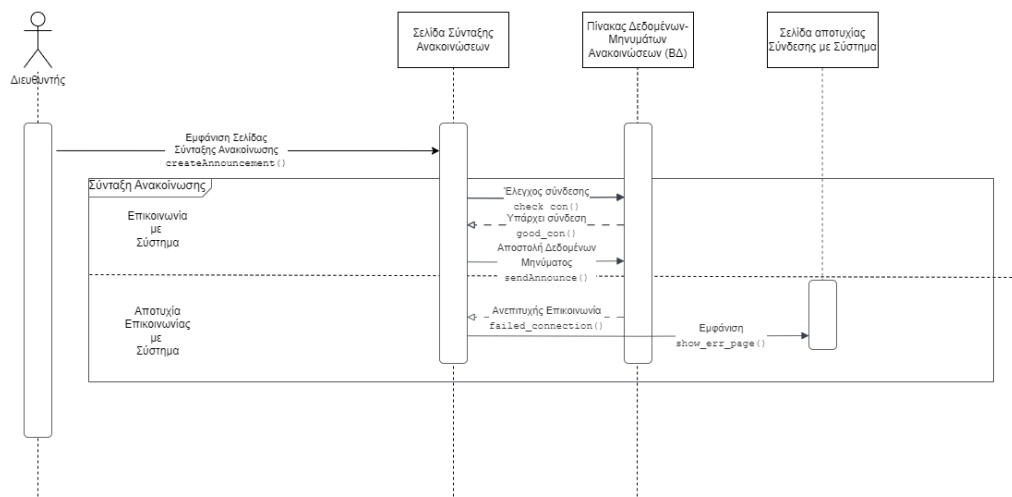 Διευθυντής
Σελίδα Σύνταξης
Ανακοινώσεων
Πίνακας Δεδομένων-
Μηνυμάτων
Ανακοινώσεων (ΒΔ)
Σελίδα αποτυχίας
Σύνδεσης με Σύστημα
Εμφάνιση Σελίδας
Σύνταξης Ανακοίνωσης
createAnnouncement()
Σύνταξη Ανακοίνωσης
Επικοινωνία
με
Σύστημα
Έλεγχος σύνδεσης
check_con()
Υπάρχει σύνδεση
good_con()
Αποστολή Δεδομένων
Μηνύματος
sendAnnounce()
Αποτυχία
Επικοινωνίας
με
Σύστημα
Ανεπιτυχής Επικοινωνία
failed_connection()
Εμφάνιση
show_err_page()